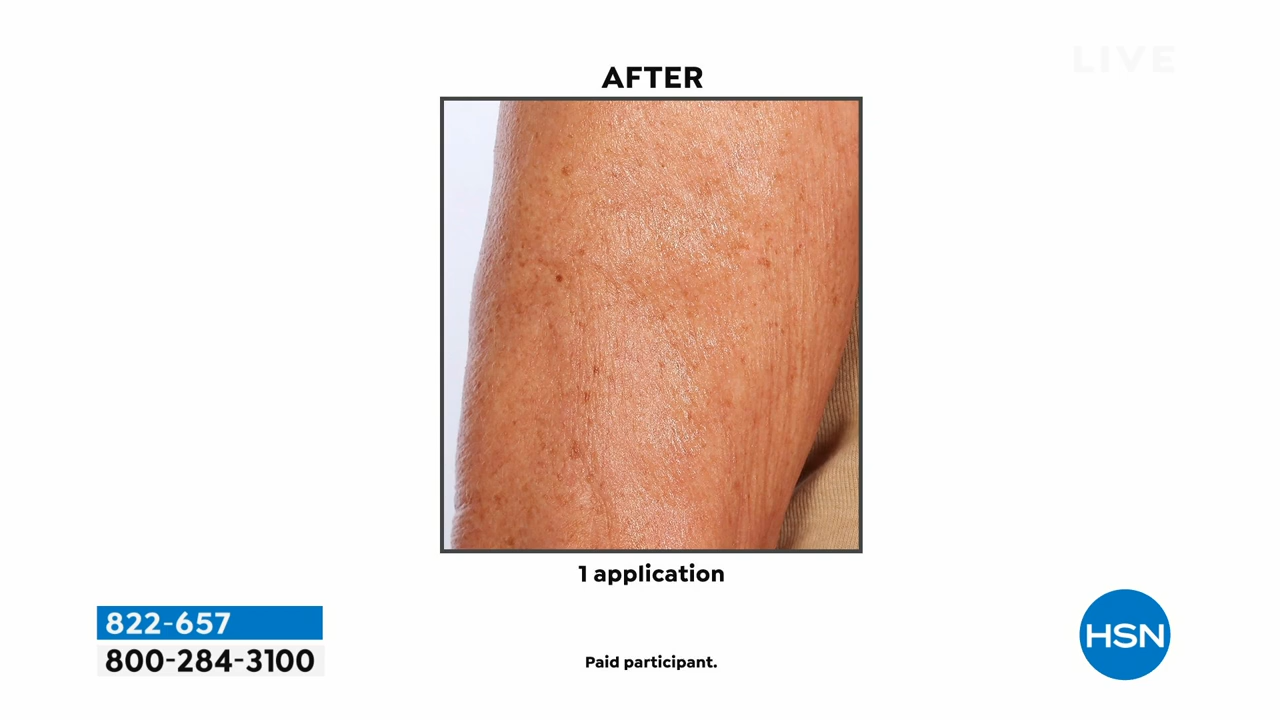 LIVE
AFTER
1 application
822-657
800-284-3100
Paid participant.
HSN